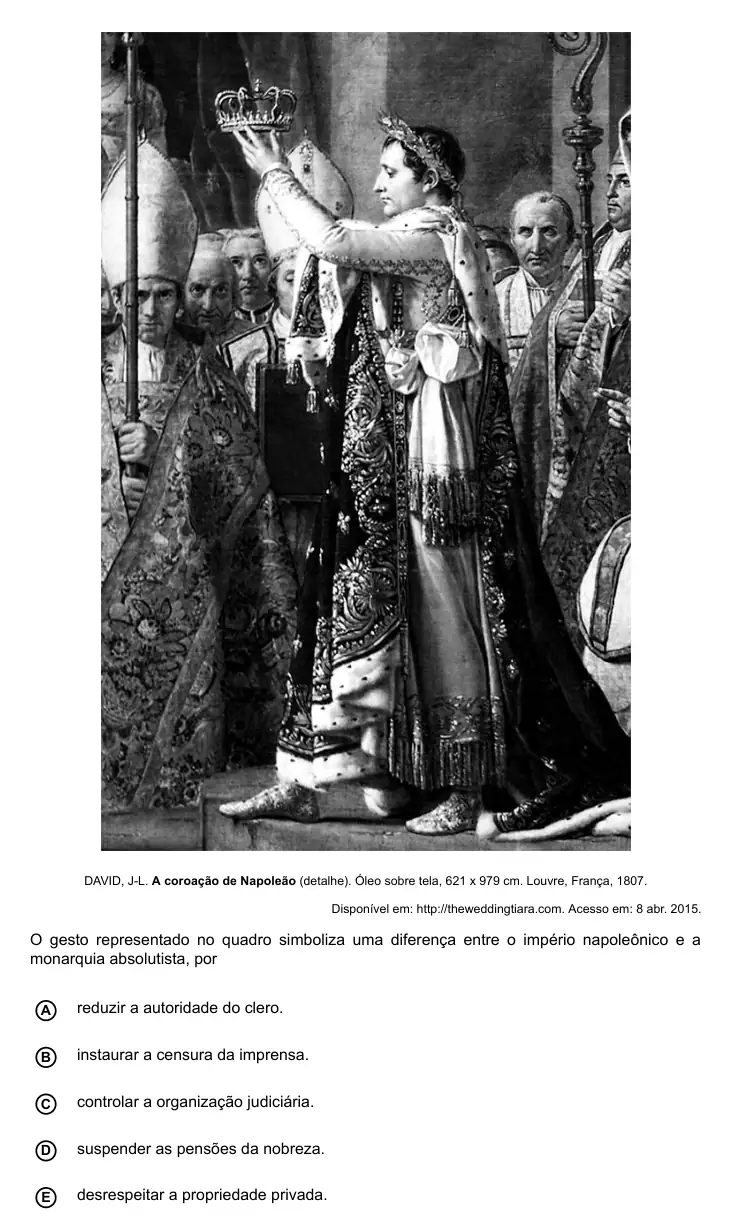 DAVID, J-L. A coroação de Napoleão (detalhe). Óleo sobre tela, 621 x 979 cm. Louvre, França, 1807.
Disponível em: http://theweddingtiara.com. Acesso em: 8 abr. 2015.
O gesto representado no quadro simboliza uma diferença entre o império napoleônico e a
monarquia absolutista, por
A reduzir a autoridade do clero.
B instaurar a censura da imprensa.
C controlar a organização judiciária.
D suspender as pensões da nobreza.
E desrespeitar a propriedade privada.